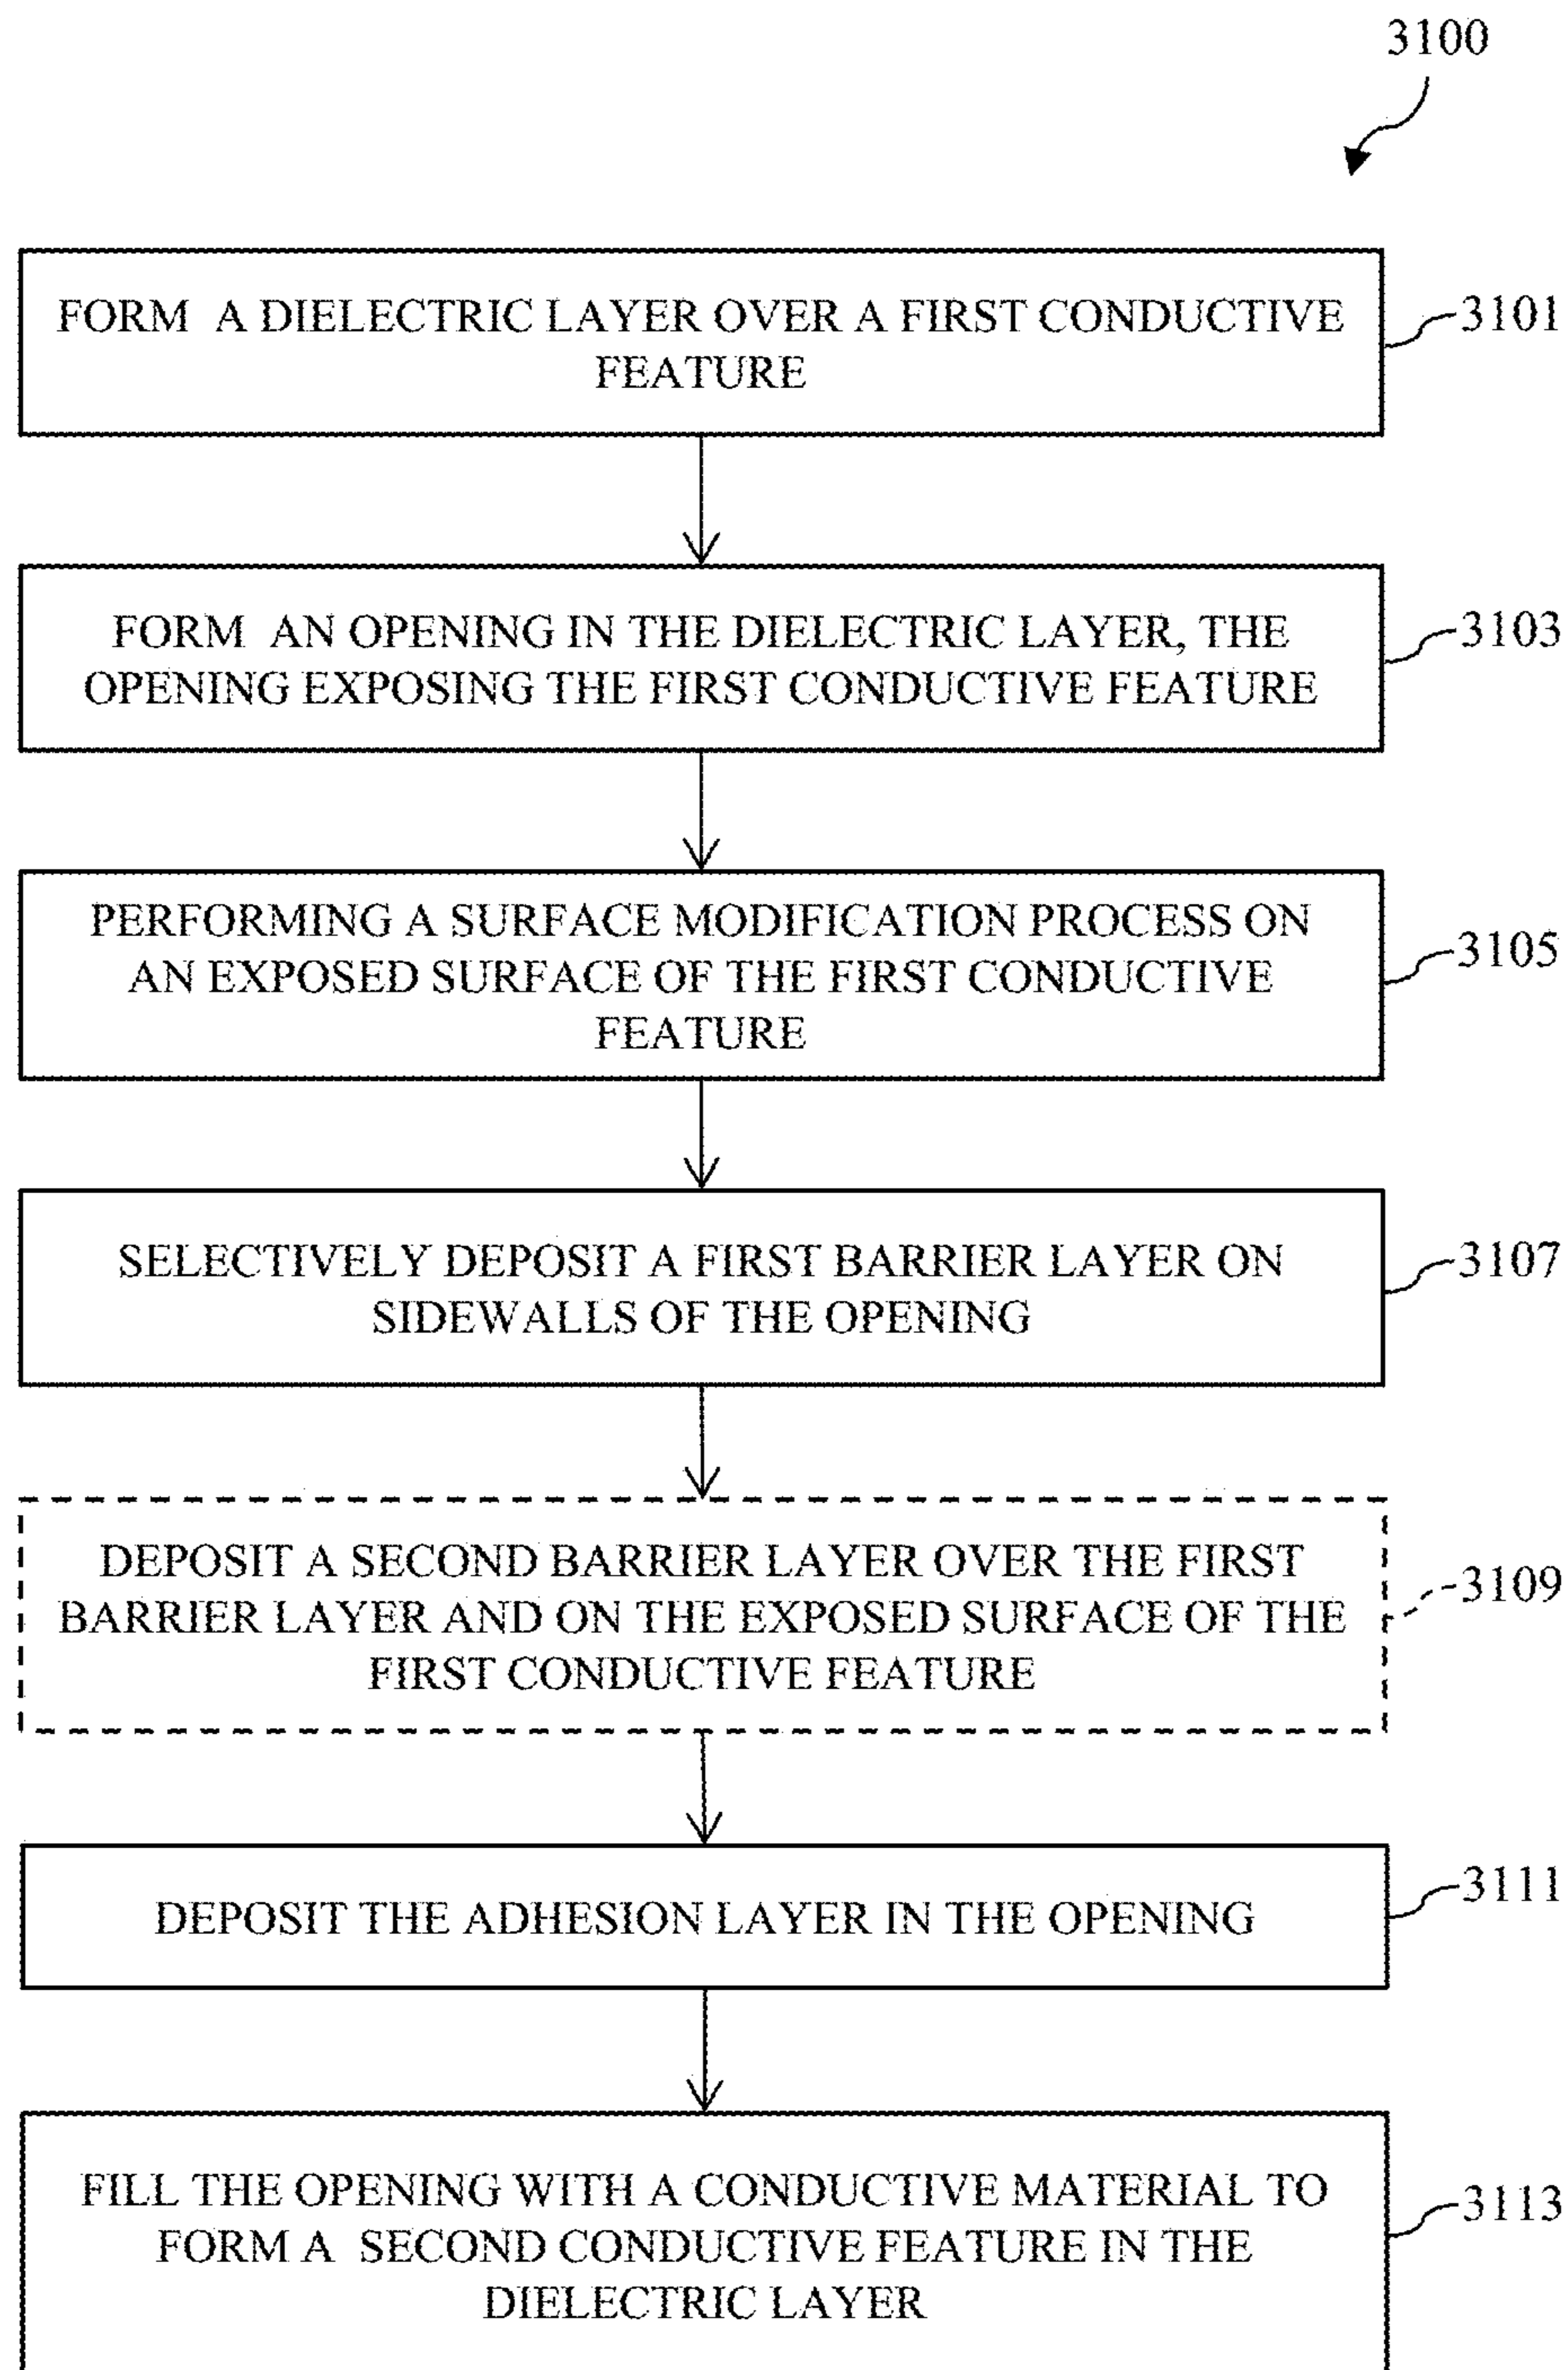 3100
FORM A DIELECTRIC LAYER OVER A FIRST CONDUCTIVE
FEATURE
3101
FORM AN OPENING IN THE DIELECTRIC LAYER, THE
OPENING EXPOSING THE FIRST CONDUCTIVE FEATURE
3103
PERFORMING A SURFACE MODIFICATION PROCESS ON
AN EXPOSED SURFACE OF THE FIRST CONDUCTIVE
FEATURE
3105
SELECTIVELY DEPOSIT A FIRST BARRIER LAYER ON
SIDEWALLS OF THE OPENING
3107
DEPOSIT A SECOND BARRIER LAYER OVER THE FIRST
BARRIER LAYER AND ON THE EXPOSED SURFACE OF THE
FIRST CONDUCTIVE FEATURE
3109
DEPOSIT THE ADHESION LAYER IN THE OPENING
3111
FILL THE OPENING WITH A CONDUCTIVE MATERIAL TO
FORM A SECOND CONDUCTIVE FEATURE IN THE
DIELECTRIC LAYER
3113